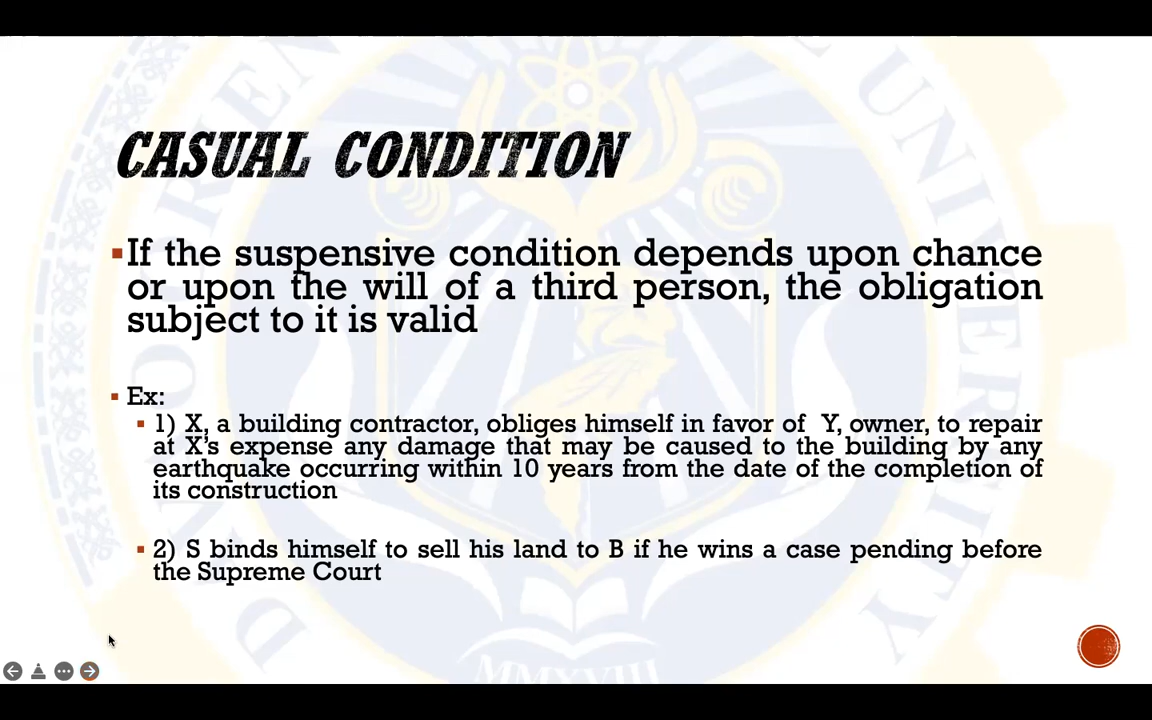 CASUAL CONDITION
If the suspensive condition depends upon chance
or upon the will of a third person, the obligation
subject to it is valid
Ex:
1) X, a building contractor, obliges himself in favor of Y, owner, to repair
at X's expense any damage that may be caused to the building by any
earthquake occurring within 10 years from the date of the completion of
its construction
2) S binds himself to sell his land to B if he wins a case pending before
the Supreme Court
UNIVERSITY
MMXVIII